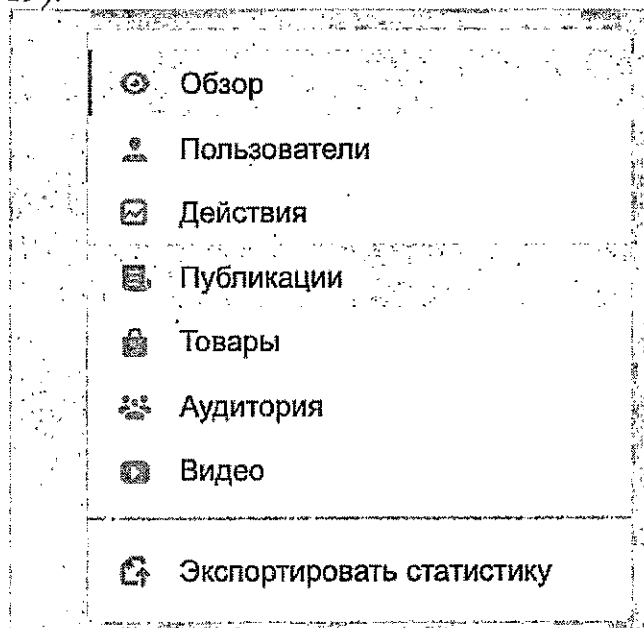 Обзор
Пользователи
Действия
Публикации
Товары
Аудитория
Видео
Экспортировать статистику